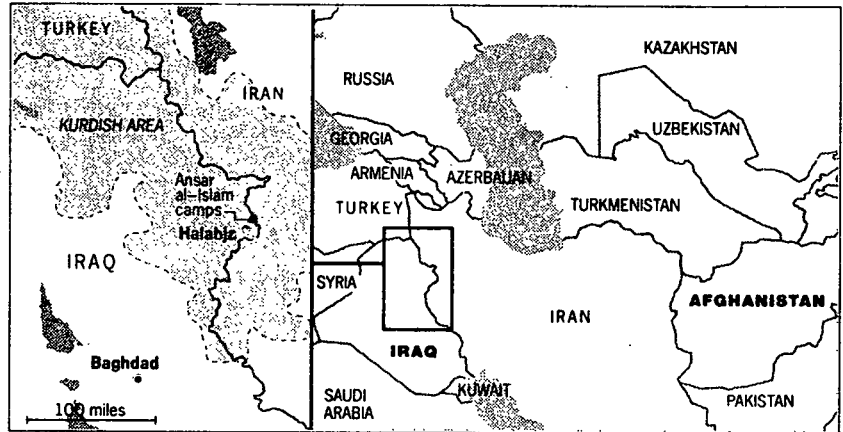 TURKEY
IRAN
KURDISH AREA
Ansar
al-Islam
camps
Halabja
IRAQ
Baghdad
100 miles
KAZAKHSTAN
RUSSIA
UZBEKISTAN
GEORGIA
ARMENIA
AZERBAIJAN
TURKEY
TURKMENISTAN
SYRIA
AFGHANISTAN
IRAN
IRAQ
KUWAIT
SAUDI
ARABIA
PAKISTAN